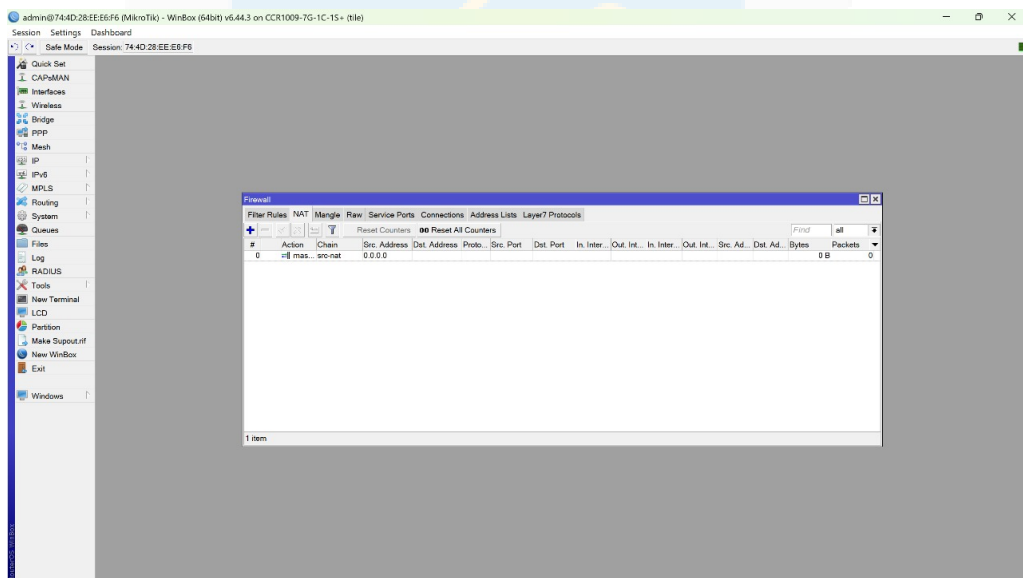 admin@74:4D:28:EE:E6:F6 (MikroTik) - WinBox (64bit) v6.44.3 on CCR1009-7G-1C-1S+ (tile)
Session Settings Dashboard
Safe Mode Session: 74:4D:28:EE:E6:F6
Quick Set
CAPsMAN
Interfaces
Wireless
Bridge
PPP
Mesh
IP
IPv6
MPLS
Routing
System
Queues
Files
Log
RADIUS
Tools
New Terminal
LCD
Partition
Make Supout.rif
New WinBox
Exit
Windows
Firewall
Filter Rules NAT Mangle Raw Service Ports Connections Address Lists Layer7 Protocols
Reset Counters 00 Reset All Counters Find all
# Action Chain Src. Address Dst. Address Proto... Src. Port Dst. Port In. Inter... Out. Int... In. Inter... Out. Int... Src. Ad... Dst. Ad... Bytes Packets
0 mas... src-nat 0.0.0.0 0 B 0
1 item
RouterOS WinBox